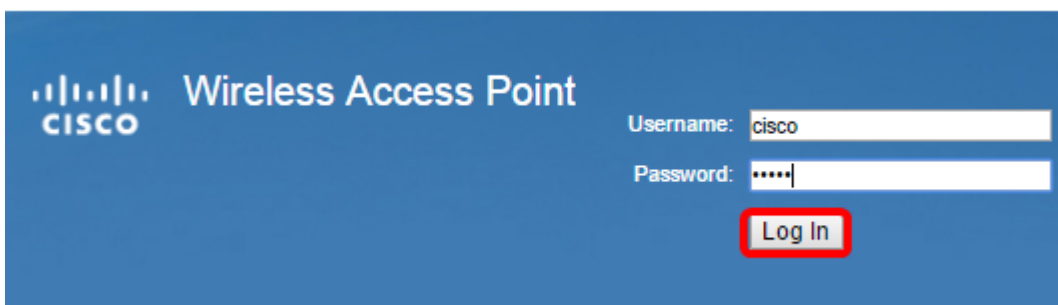 CISCO
Wireless Access Point
Username: cisco
Password: •••••
Log In